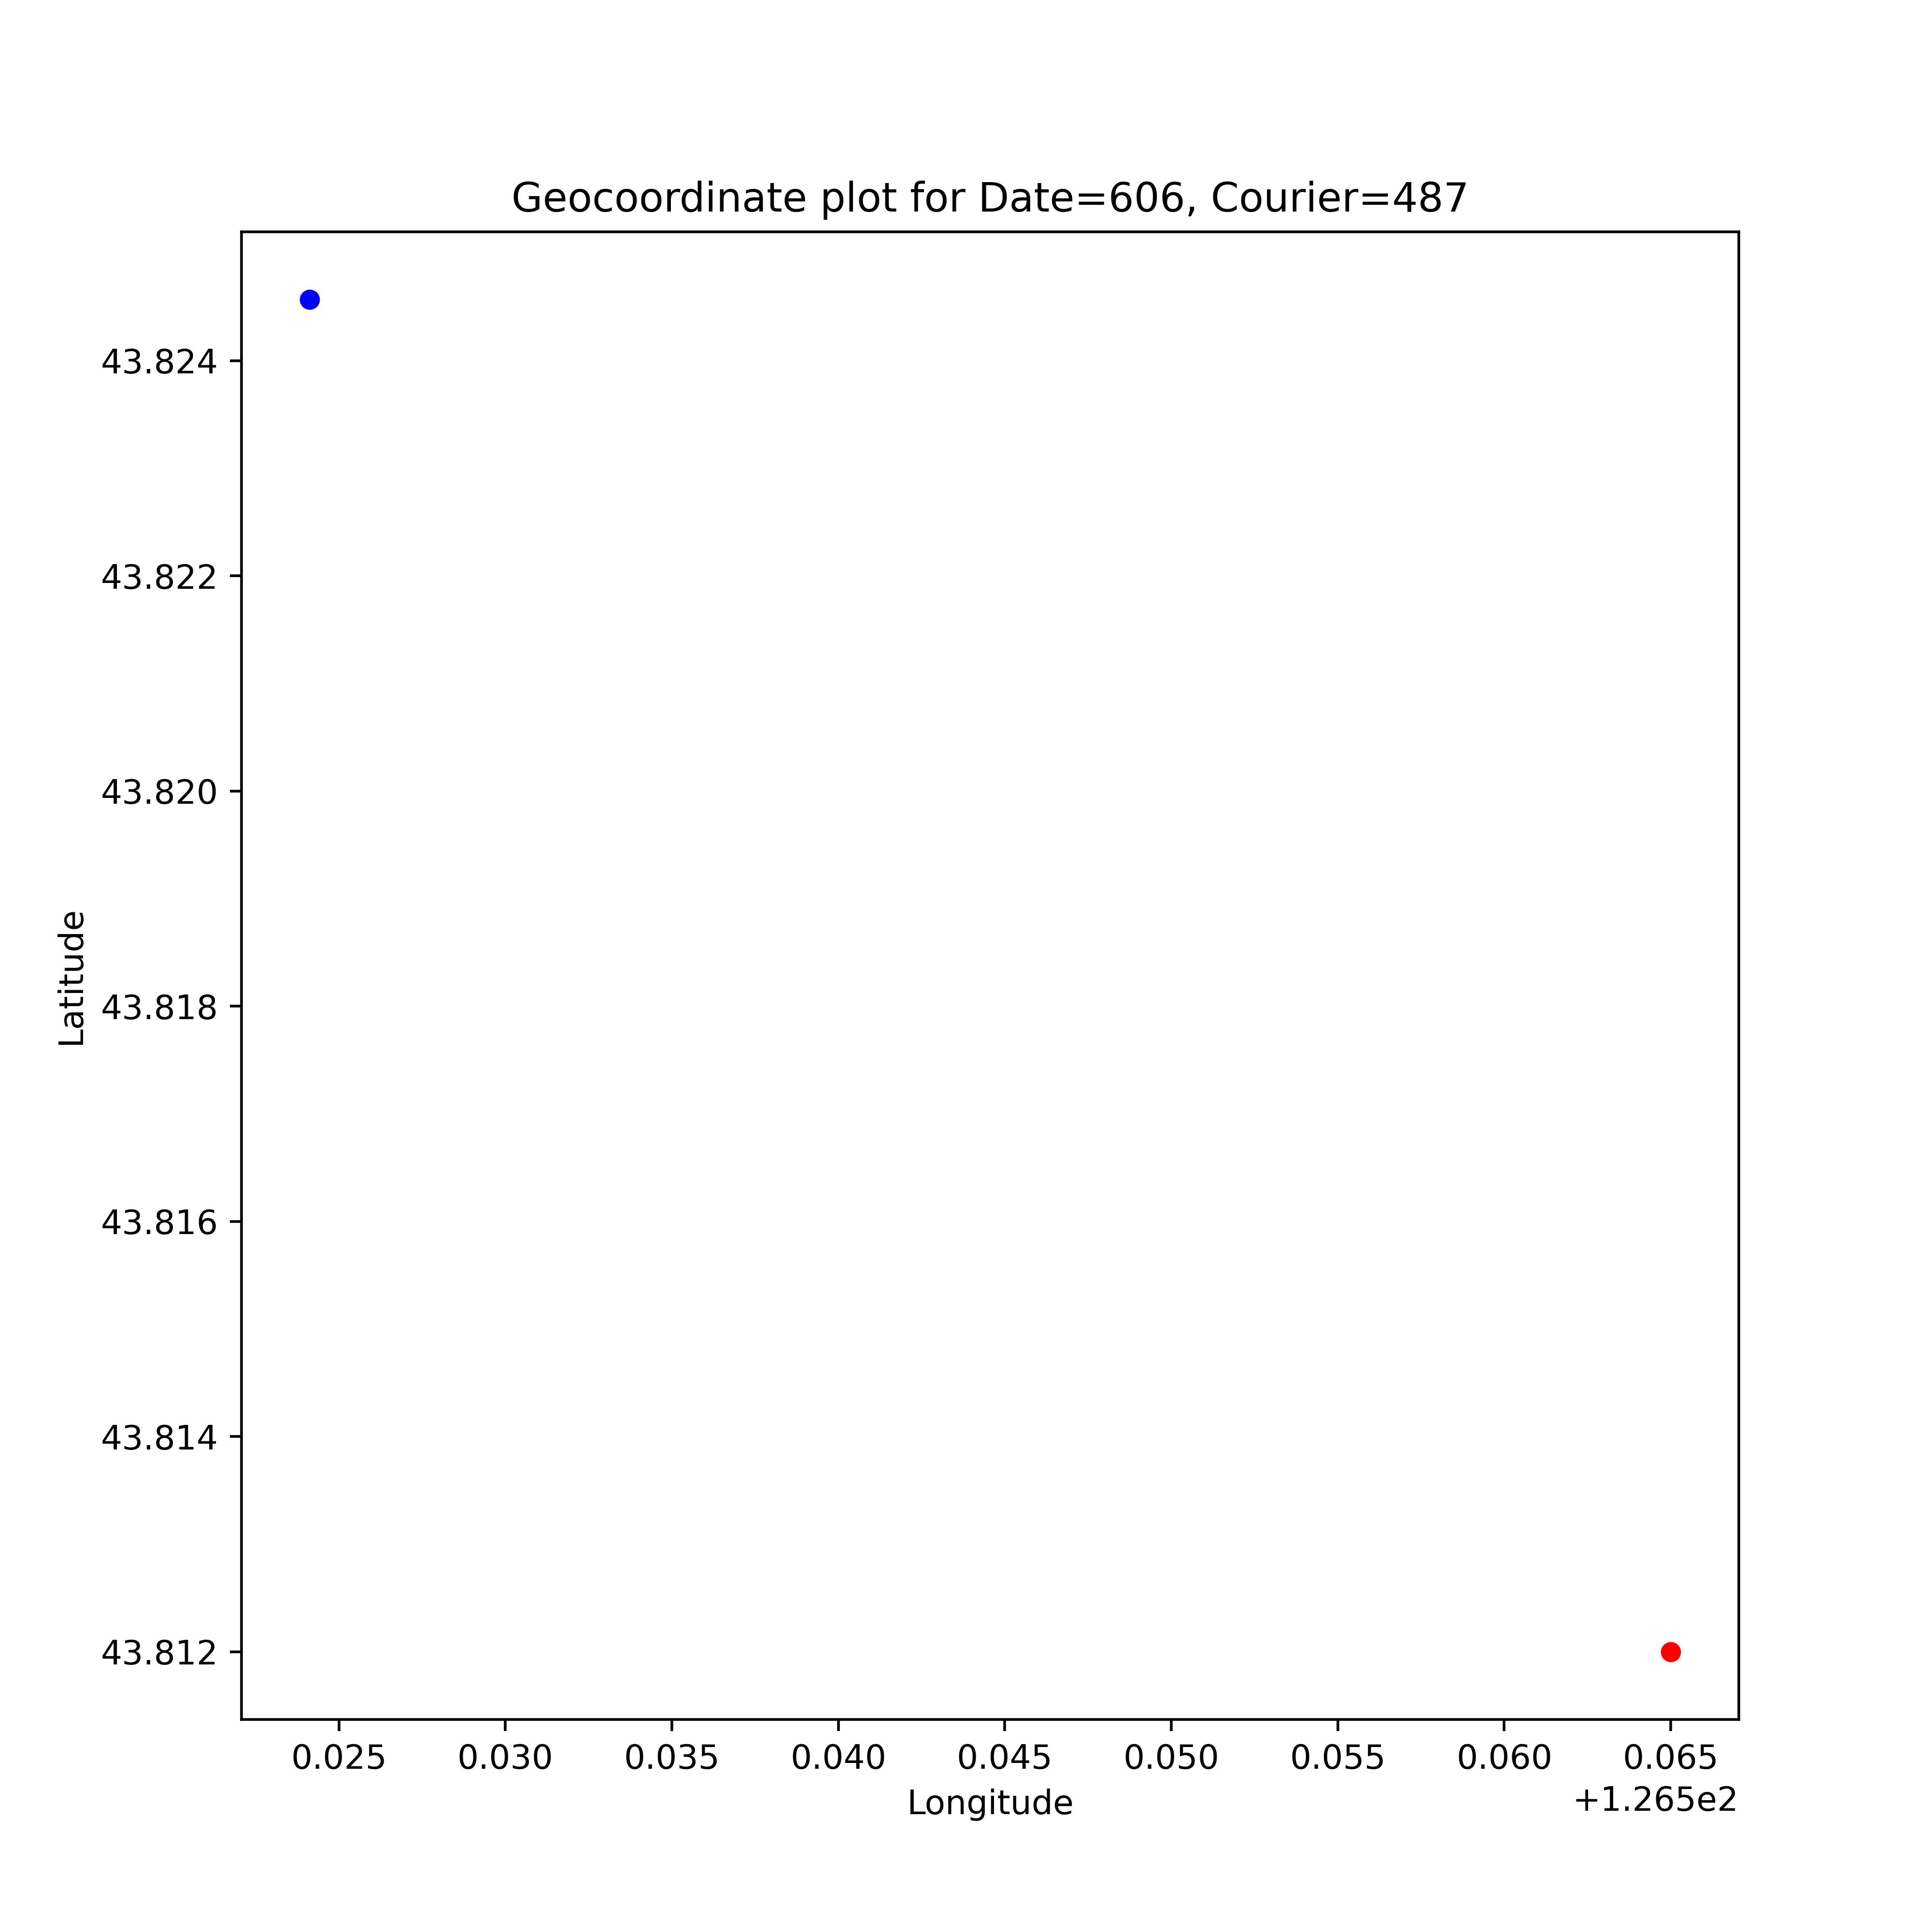 Geocoordinate plot for Date=606, Courier=487
43.824
43.822
43.820
43.818
43.816
43.814
43.812
Latitude
0.025 0.030 0.035 0.040 0.045 0.050 0.055 0.060 0.065
+1.265e2
Longitude